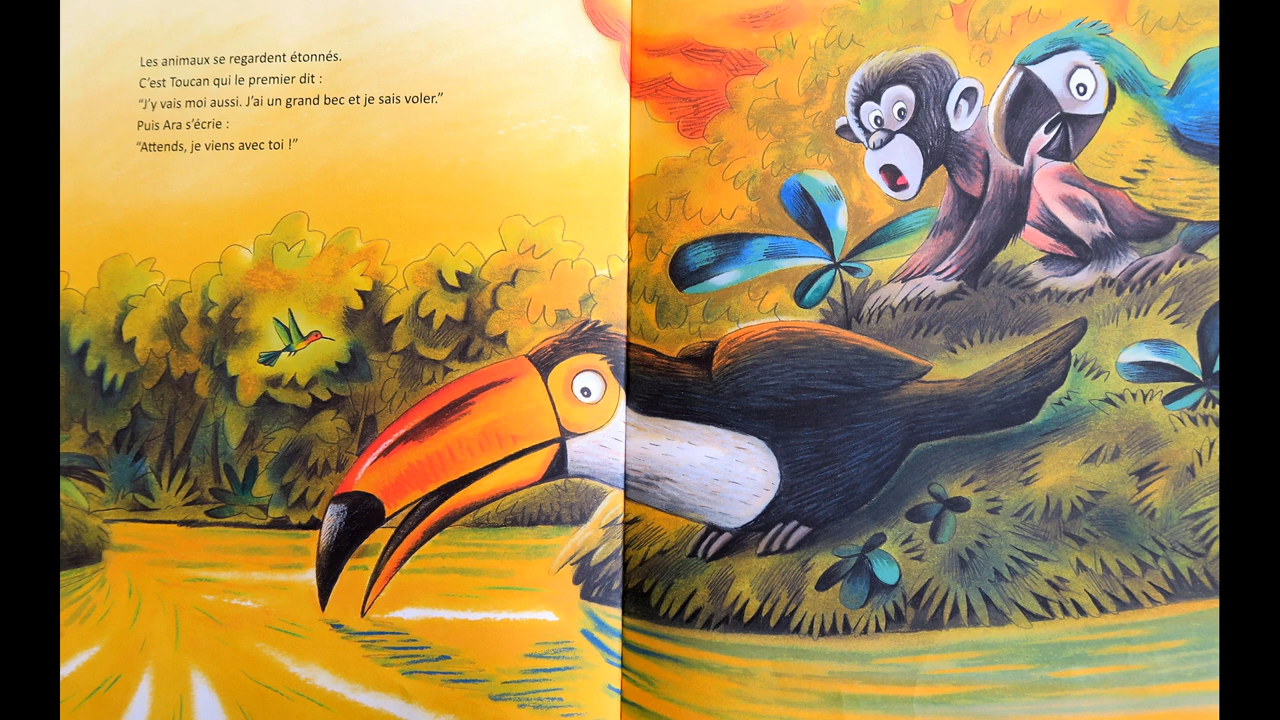 Les animaux se regardent étonnés.
C’est Toucan qui le premier dit :
“J’y vais moi aussi. J’ai un grand bec et je sais voler.”
Puis Ara s’écrie :
“Attends, je viens avec toi !”